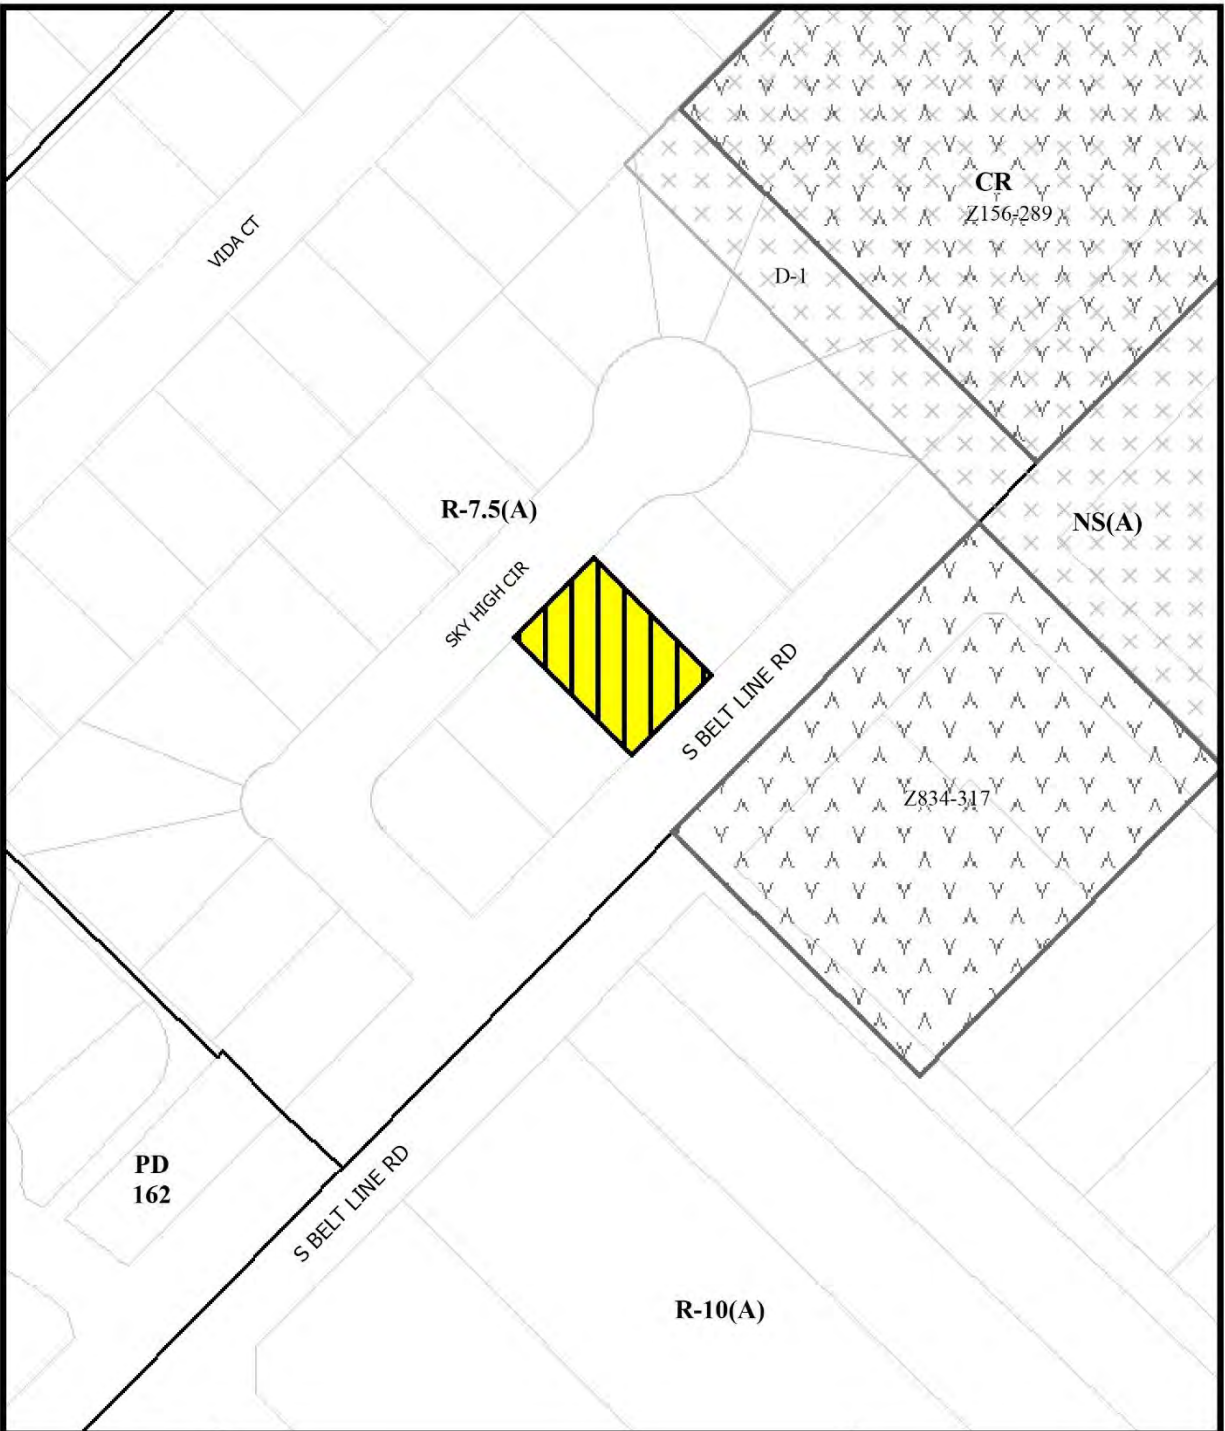 CR
Z156-289
VIDA CT
D-1
R-7.5(A)
NS(A)
SKY HIGH CIR
S BELT LINE RD
Z834-317
PD
162
S BELT LINE RD
R-10(A)